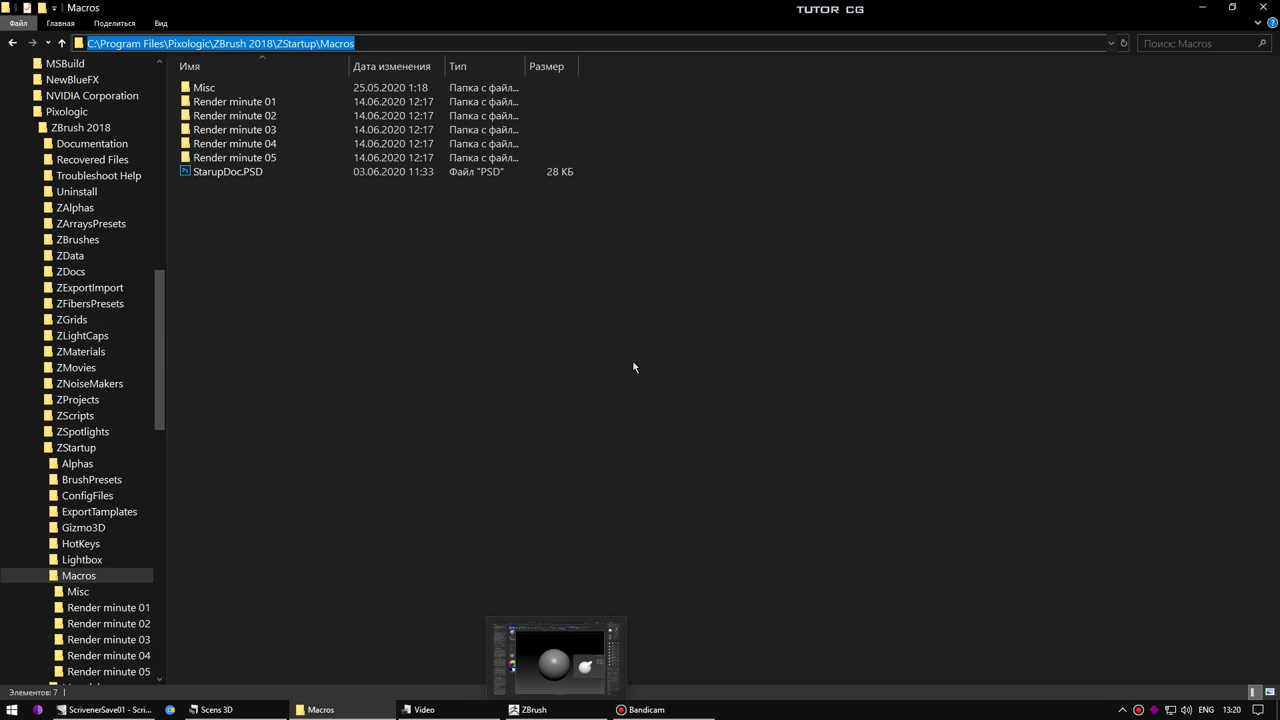 Macros
TUTOR CG
Файл Главная Поделиться Вид
C:\Program Files\Pixologic\ZBrush 2018\ZStartup\Macros
Поиск: Macros
Имя Дата изменения Тип Размер
Misc 25.05.2020 1:18 Папка с файл...
Render minute 01 14.06.2020 12:17 Папка с файл...
Render minute 02 14.06.2020 12:17 Папка с файл...
Render minute 03 14.06.2020 12:17 Папка с файл...
Render minute 04 14.06.2020 12:17 Папка с файл...
Render minute 05 14.06.2020 12:17 Папка с файл...
StarupDoc.PSD 03.06.2020 11:33 Файл "PSD" 28 КБ
MSBuild
NewBlueFX
NVIDIA Corporation
Pixologic
ZBrush 2018
Documentation
Recovered Files
Troubleshoot Help
Uninstall
ZAlphas
ZArraysPresets
ZBrushes
ZData
ZDocs
ZExportImport
ZFibersPresets
ZGrids
ZLightCaps
ZMaterials
ZMovies
ZNoiseMakers
ZProjects
ZScripts
ZSpotlights
ZStartup
Alphas
BrushPresets
ConfigFiles
ExportTamplates
Gizmo3D
HotKeys
Lightbox
Macros
Misc
Render minute 01
Render minute 02
Render minute 03
Render minute 04
Render minute 05
Элементов: 7
ScrivenerSave01 - Scri... Scens 3D Macros Video ZBrush Bandicam ENG 13:20